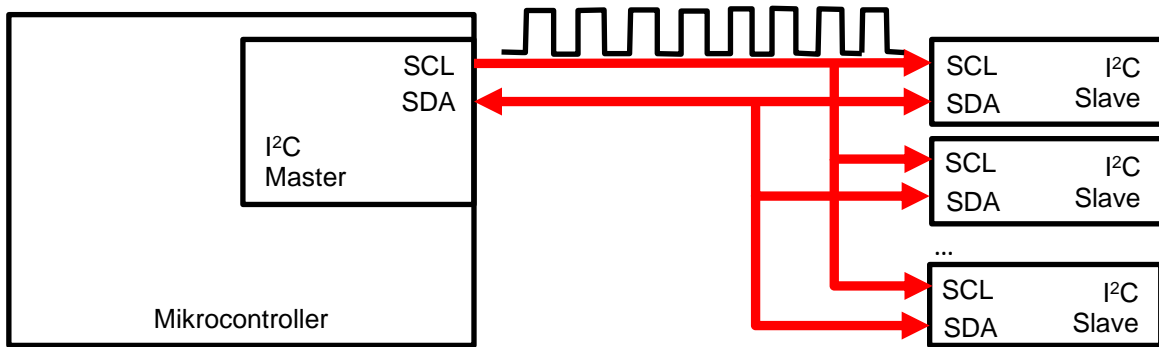 SCL
SDA
I²C
Master
Mikrocontroller
SCL I²C
SDA Slave
SCL I²C
SDA Slave
...
SCL I²C
SDA Slave